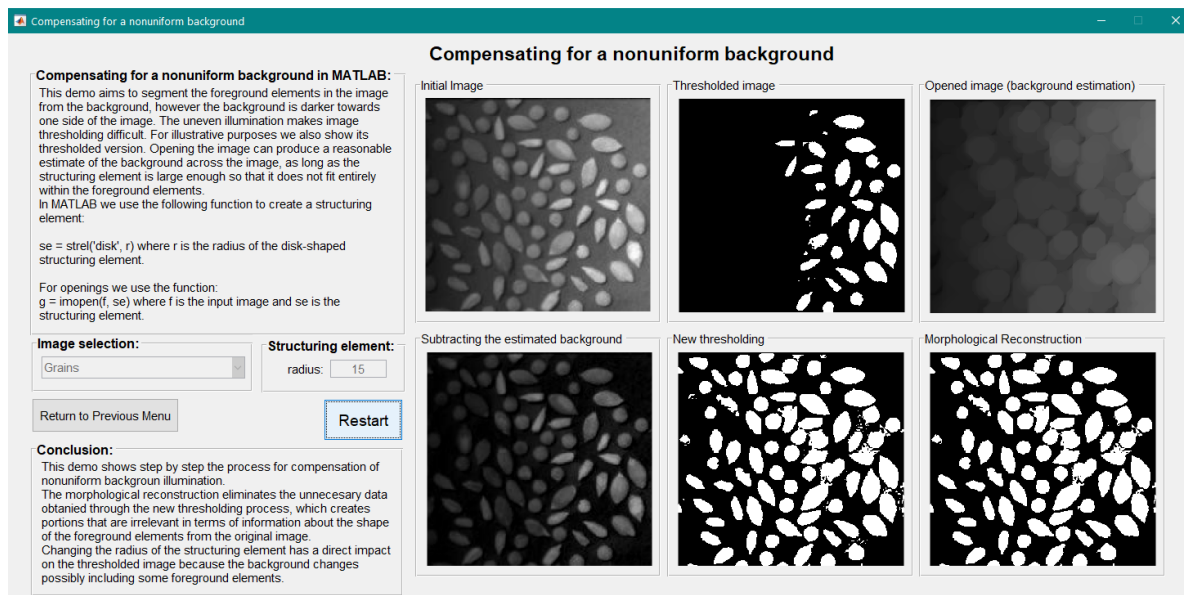 Compensating for a nonuniform background
Compensating for a nonuniform background
Compensating for a nonuniform background in MATLAB:
This demo aims to segment the foreground elements in the image
from the background, however the background is darker towards
one side of the image. The uneven illumination makes image
thresholding difficult. For illustrative purposes we also show its
thresholded version. Opening the image can produce a reasonable
estimate of the background across the image, as long as the
structuring element is large enough so that it does not fit entirely
within the foreground elements.
In MATLAB we use the following function to create a structuring
element:
se = strel('disk', r) where r is the radius of the disk-shaped
structuring element.
For openings we use the function:
g = imopen(f, se) where f is the input image and se is the
structuring element.
Image selection:
Grains
Structuring element:
radius: 15
Return to Previous Menu
Restart
Conclusion:
This demo shows step by step the process for compensation of
nonuniform backgroun illumination.
The morphological reconstruction eliminates the unnecesary data
obtanied through the new thresholding process, which creates
portions that are irrelevant in terms of information about the shape
of the foreground elements from the original image.
Changing the radius of the structuring element has a direct impact
on the thresholded image because the background changes
possibly including some foreground elements.
Initial Image
Thresholded image
Opened image (background estimation)
Subtracting the estimated background
New thresholding
Morphological Reconstruction